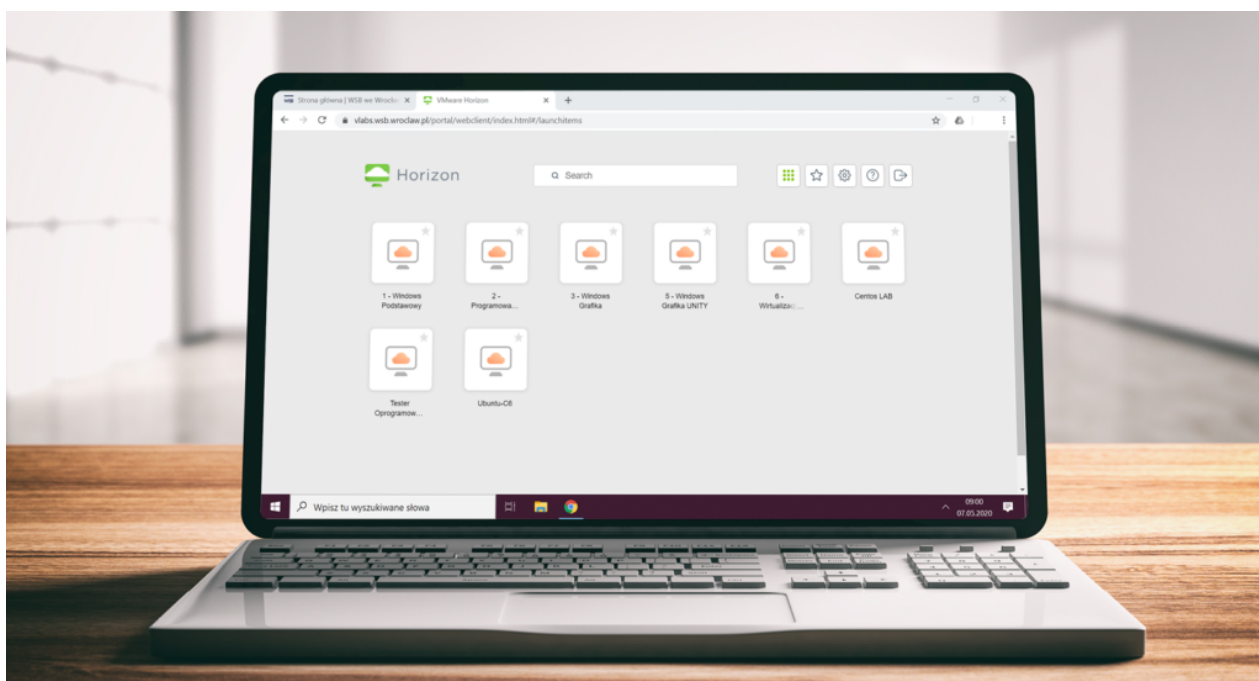 Strona główna | WSB we Wrocła
VMware Horizon
vlabs.wsb.wroclaw.pl/portal/webclient/index.html#/launchitems
Horizon
Search
1 - Windows
Podstawowy
2 -
Programowa...
3 - Windows
Grafika
5 - Windows
Grafika UNITY
6 -
Wirtualizac...
Centos LAB
Tester
Oprogramow...
Ubuntu-C6
Wpisz tu wyszukiwane słowa
09:00
07.05.2020